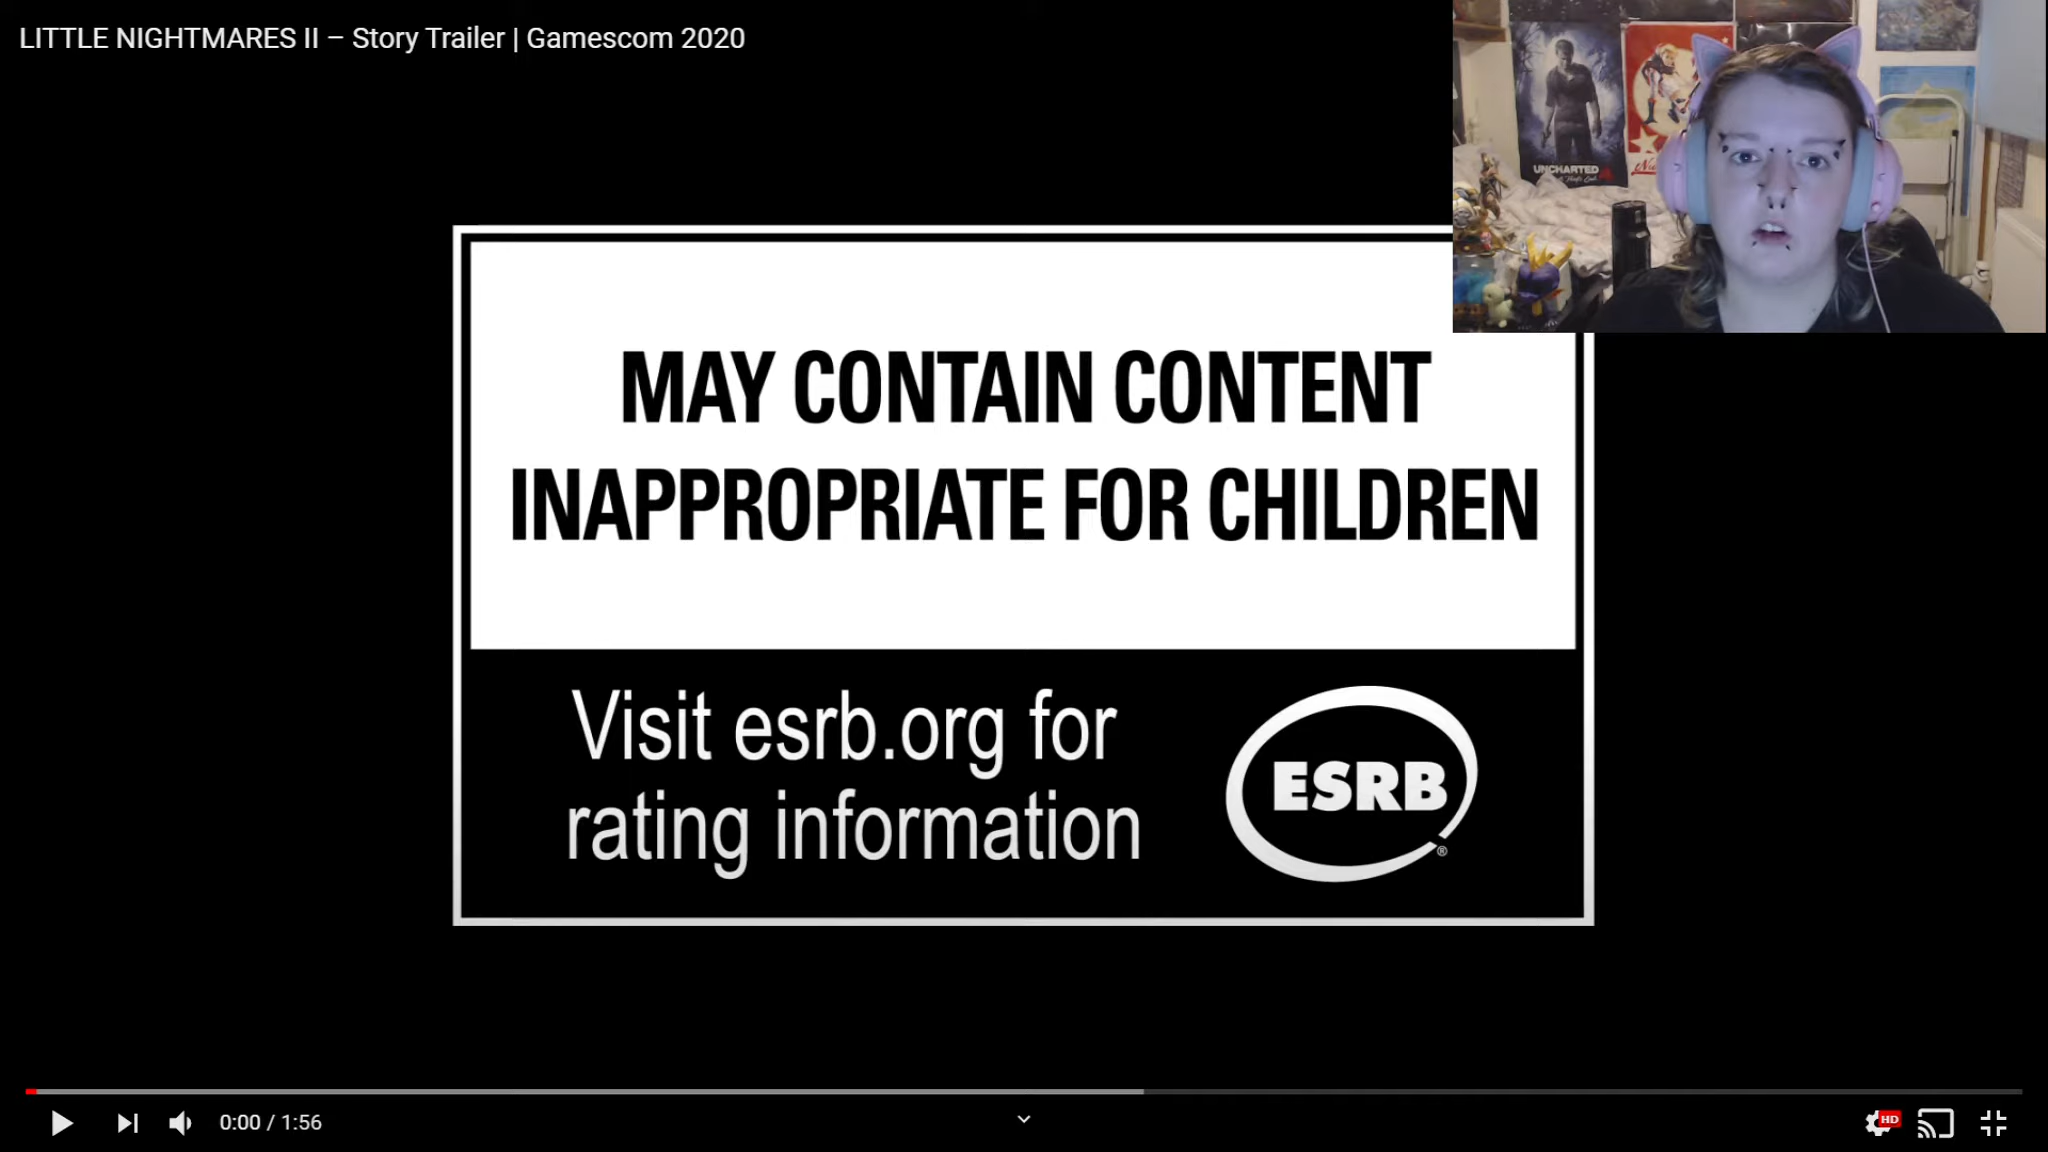 LITTLE NIGHTMARES II – Story Trailer | Gamescom 2020
UNCHARTED
MAY CONTAIN CONTENT
INAPPROPRIATE FOR CHILDREN
Visit esrb.org for
rating information
ESRB
®
0:00 / 1:56
HD